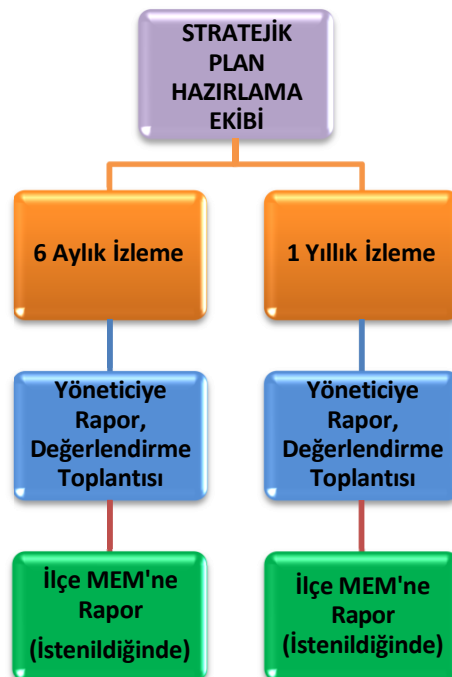 STRATEJİK
PLAN
HAZIRLAMA
EKİBİ
6 Aylık İzleme
1 Yıllık İzleme
Yöneticiye
Rapor,
Değerlendirme
Toplantısı
Yöneticiye
Rapor,
Değerlendirme
Toplantısı
İlçe MEM'ne
Rapor
(İstenildiğinde)
İlçe MEM'ne
Rapor
(İstenildiğinde)